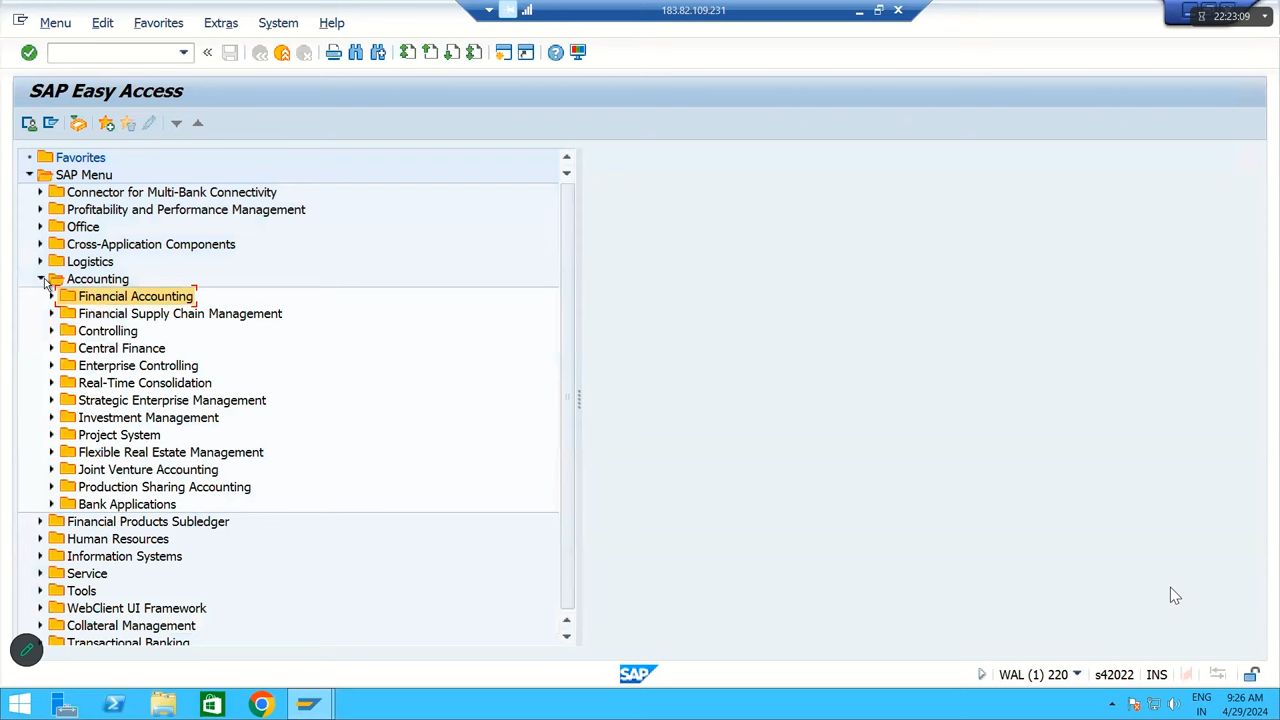 183.82.109.231
22:23:09
Menu Edit Favorites Extras System Help
SAP Easy Access
Favorites
SAP Menu
Connector for Multi-Bank Connectivity
Profitability and Performance Management
Office
Cross-Application Components
Logistics
Accounting
Financial Accounting
Financial Supply Chain Management
Controlling
Central Finance
Enterprise Controlling
Real-Time Consolidation
Strategic Enterprise Management
Investment Management
Project System
Flexible Real Estate Management
Joint Venture Accounting
Production Sharing Accounting
Bank Applications
Financial Products Subledger
Human Resources
Information Systems
Service
Tools
WebClient UI Framework
Collateral Management
Transactional Banking
SAP WAL (1) 220 s42022 INS
ENG 9:26 AM
IN 4/29/2024